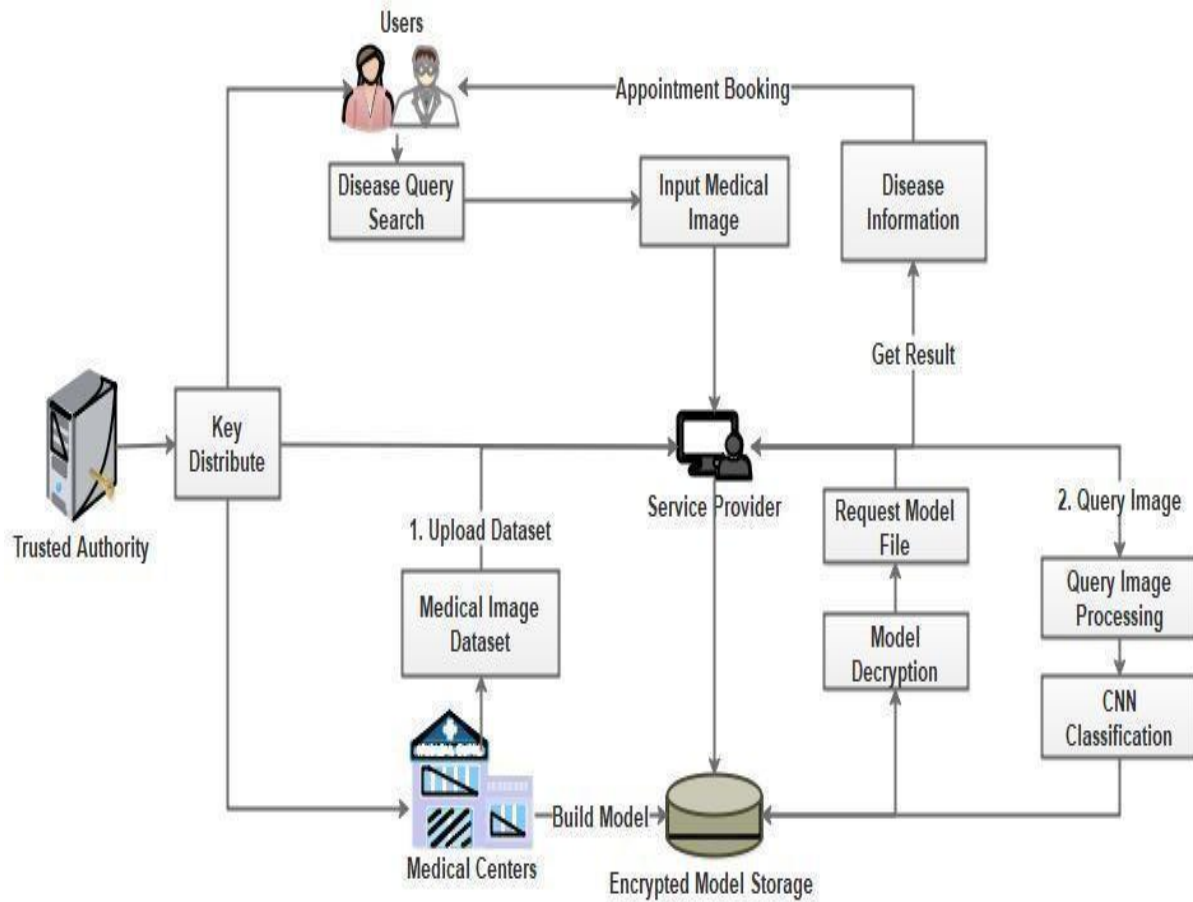 Users
Appointment Booking
Disease Query
Search
Input Medical
Image
Disease
Information
Get Result
Key
Distribute
Trusted Authority
Service Provider
1. Upload Dataset
Request Model
File
2. Query Image
Medical Image
Dataset
Query Image
Processing
Model
Decryption
CNN
Classification
Build Model
Medical Centers
Encrypted Model Storage